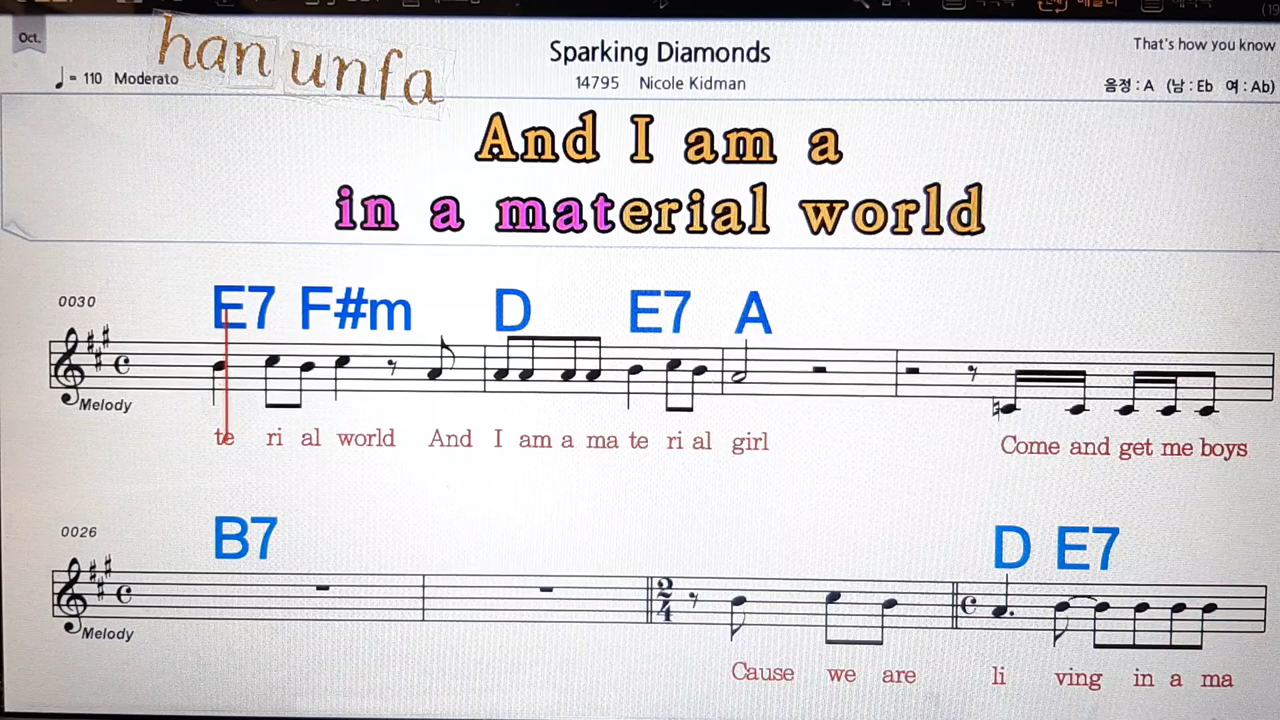 Oct.
han unfa
♩= 110 Moderato
Sparking Diamonds
14795 Nicole Kidman
That's how you know
음정 : A (남 : Eb 여 : Ab)
And I am a
in a material world
0030
E7 F#m D E7 A
Melody
te ri al world And I am a ma te ri al girl Come and get me boys
0026
B7 D E7
2
4
Melody
Cause we are li ving in a ma